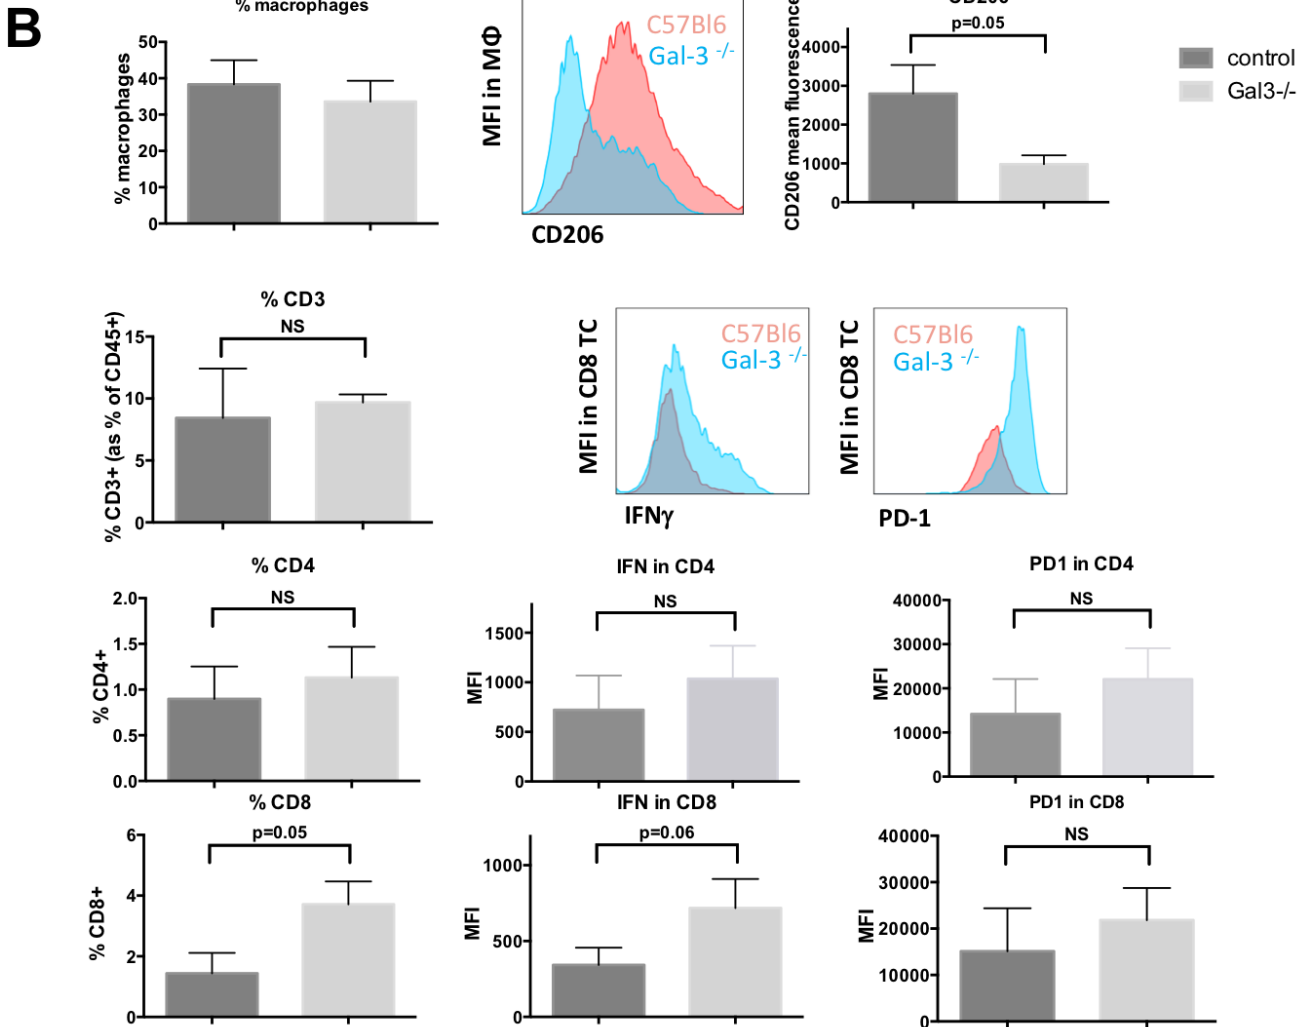 B
% macrophages
% macrophages
50
40
30
20
10
0
MFI in MΦ
C57Bl6
Gal-3 -/-
CD206
CD206
p=0.05
CD206 mean fluorescence
4000
3000
2000
1000
0
control
Gal3-/-
% CD3
NS
% CD3+ (as % of CD45+)
15
10
5
0
MFI in CD8 TC
C57Bl6
Gal-3 -/-
IFNγ
MFI in CD8 TC
C57Bl6
Gal-3 -/-
PD-1
% CD4
NS
% CD4+
2.0
1.5
1.0
0.5
0.0
IFN in CD4
NS
MFI
1500
1000
500
0
PD1 in CD4
NS
MFI
40000
30000
20000
10000
0
% CD8
p=0.05
% CD8+
6
4
2
0
IFN in CD8
p=0.06
MFI
1000
500
0
PD1 in CD8
NS
MFI
40000
30000
20000
10000
0